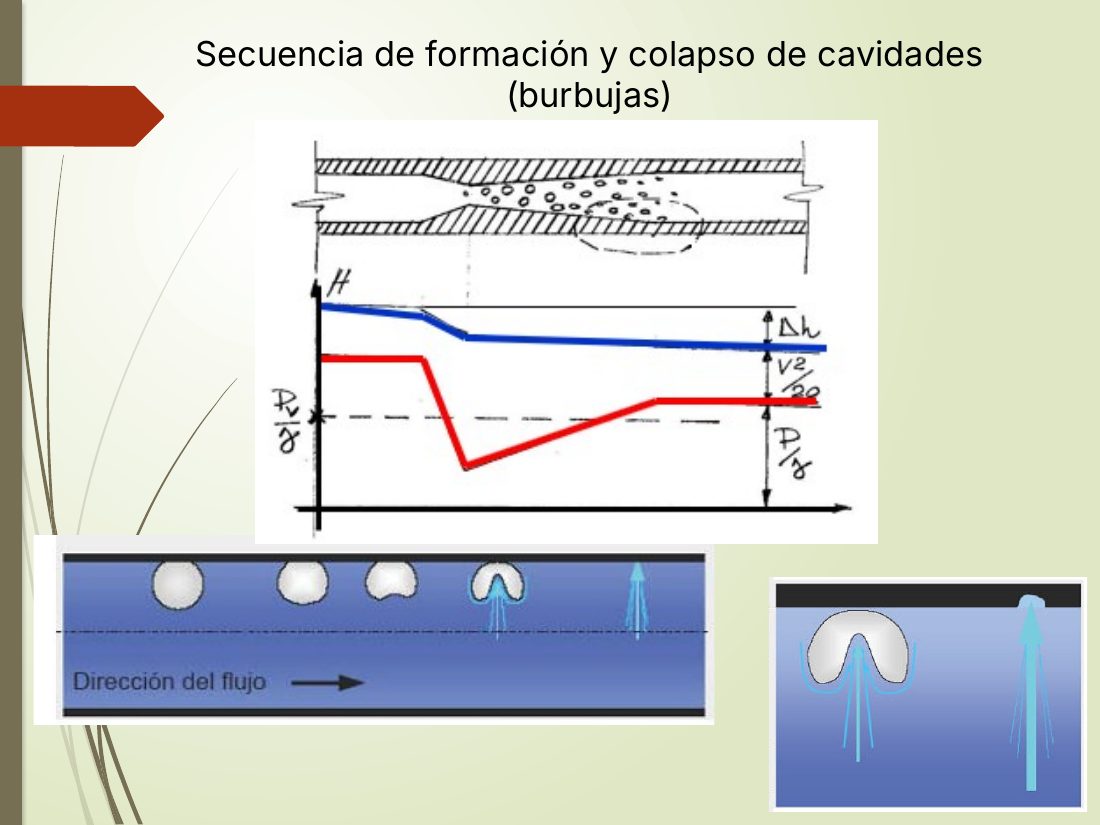 Secuencia de formación y colapso de cavidades
(burbujas)
H
Δh
V²/2g
Pv/γ
P/γ
Dirección del flujo